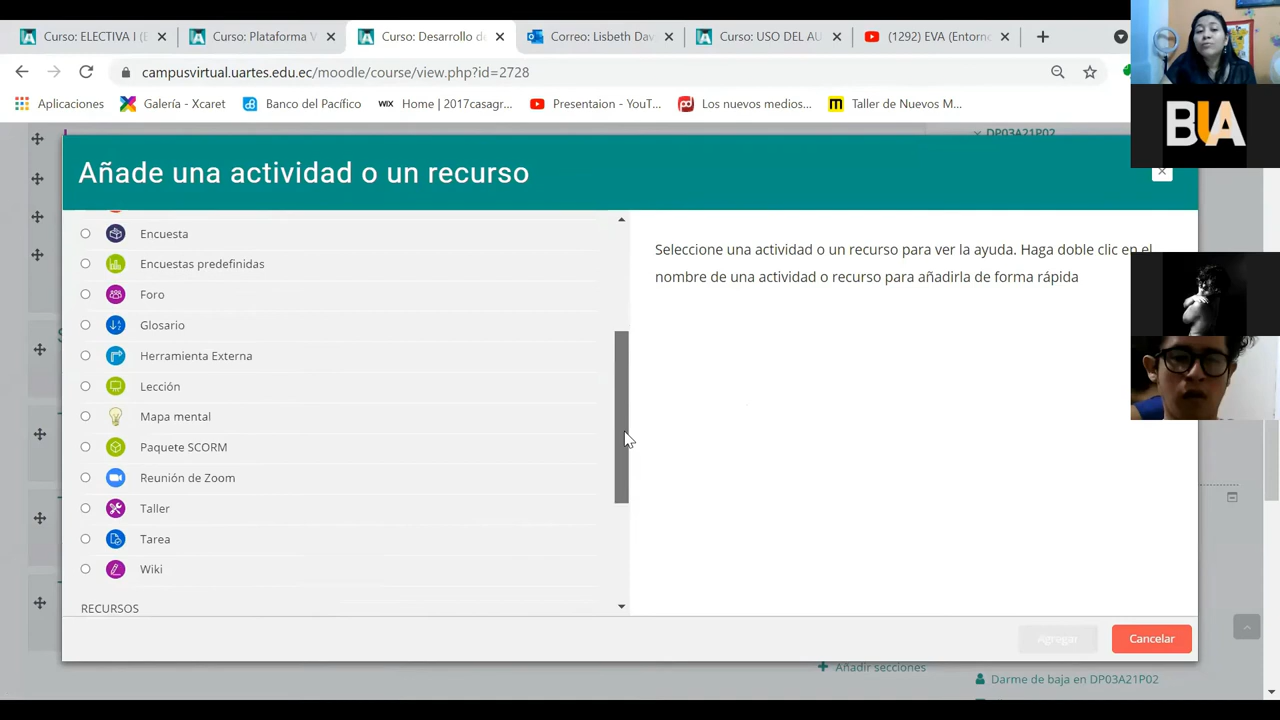 Curso: ELECTIVA I (E
Curso: Plataforma V
Curso: Desarrollo de
Correo: Lisbeth Dav
Curso: USO DEL AU
(1292) EVA (Entorno
campusvirtual.uartes.edu.ec/moodle/course/view.php?id=2728
Aplicaciones
Galería - Xcaret
Banco del Pacífico
WIX Home | 2017casagr...
Presentaion - YouT...
Los nuevos medios...
Taller de Nuevos M...
BUA
DP03A21P02
Añade una actividad o un recurso
Encuesta
Encuestas predefinidas
Foro
Glosario
Herramienta Externa
Lección
Mapa mental
Paquete SCORM
Reunión de Zoom
Taller
Tarea
Wiki
RECURSOS
Seleccione una actividad o un recurso para ver la ayuda. Haga doble clic en el
nombre de una actividad o recurso para añadirla de forma rápida
Agregar
Cancelar
Añadir secciones
Darme de baja en DP03A21P02